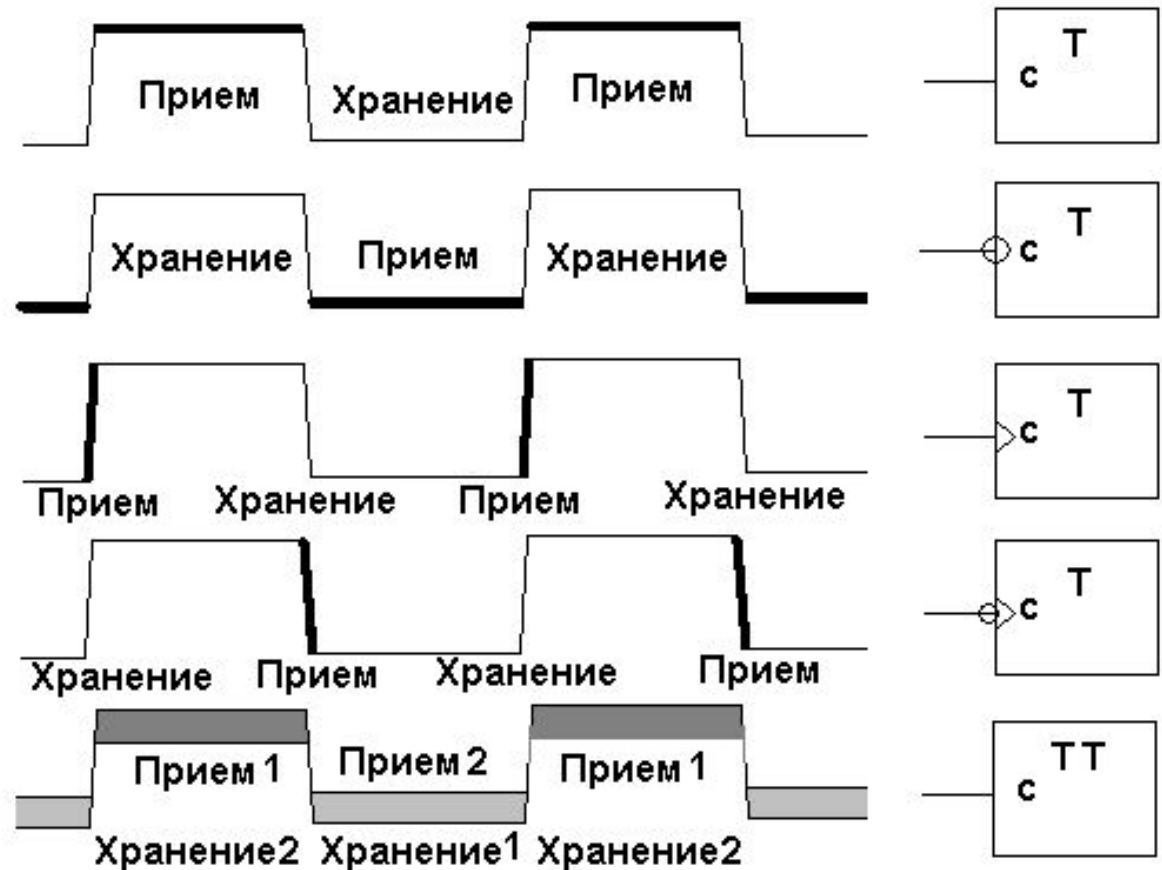 Прием Хранение Прием
T
C
Хранение Прием Хранение
T
C
Прием Хранение Прием Хранение
T
C
Хранение Прием Хранение Прием
T
C
Прием 1 Прием 2 Прием 1
Хранение2 Хранение1 Хранение2
TT
C